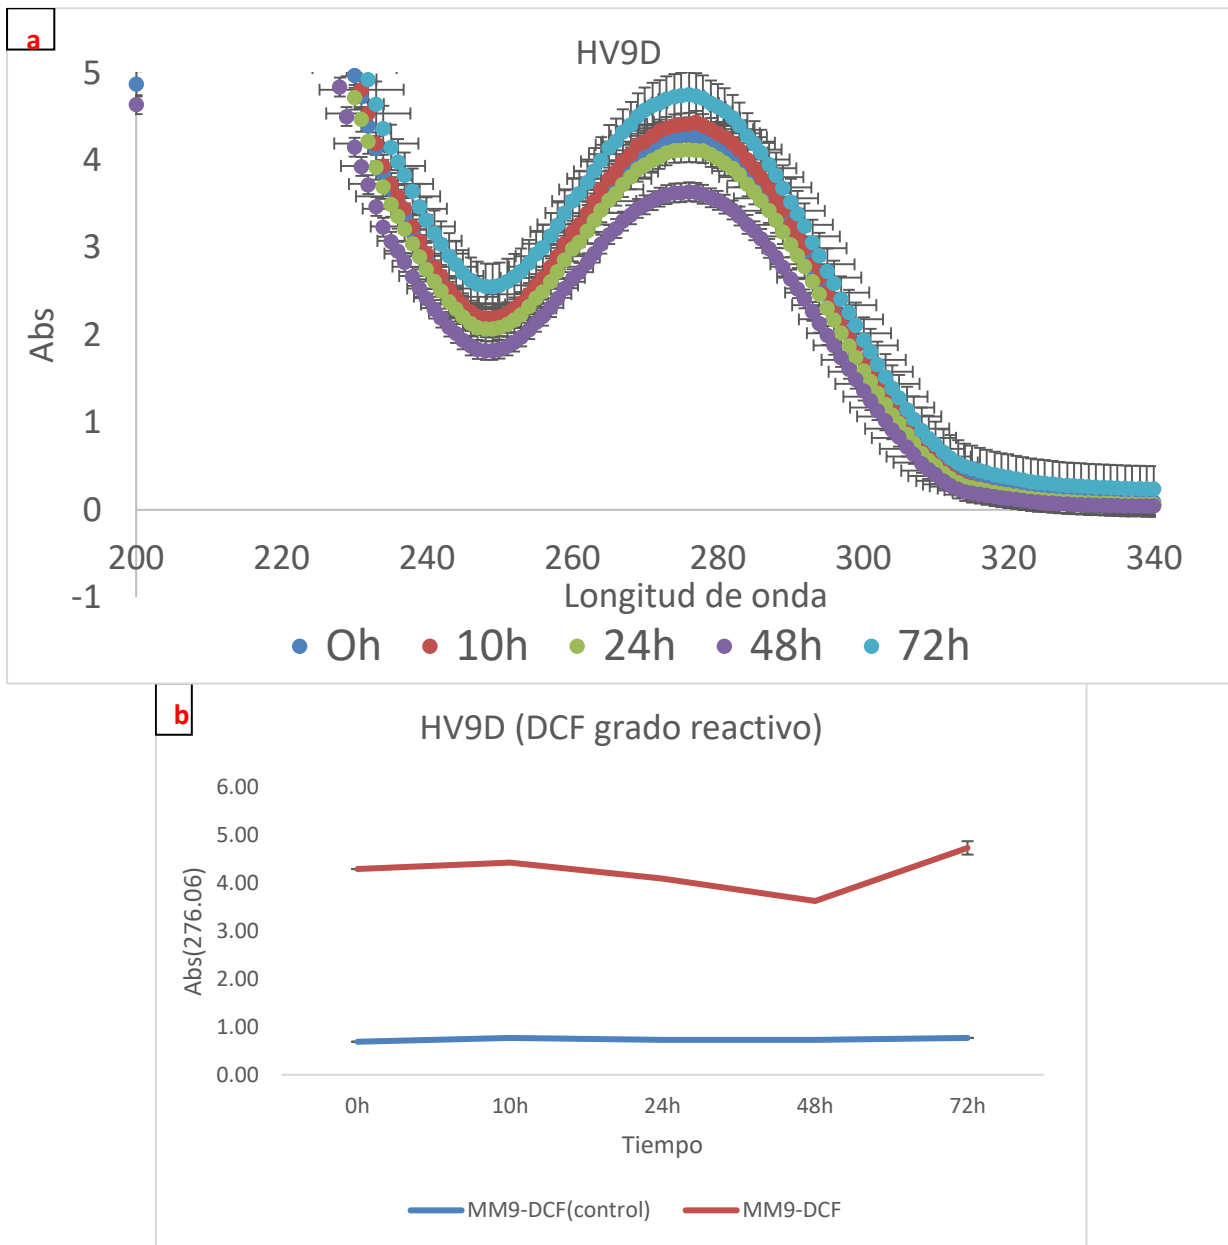 a
HV9D
5
4
3
2
1
0
-1
Abs
200 220 240 260 280 300 320 340
Longitud de onda
Oh 10h 24h 48h 72h
b
HV9D (DCF grado reactivo)
6.00
5.00
4.00
3.00
2.00
1.00
0.00
Abs(276.06)
0h 10h 24h 48h 72h
Tiempo
MM9-DCF(control) MM9-DCF